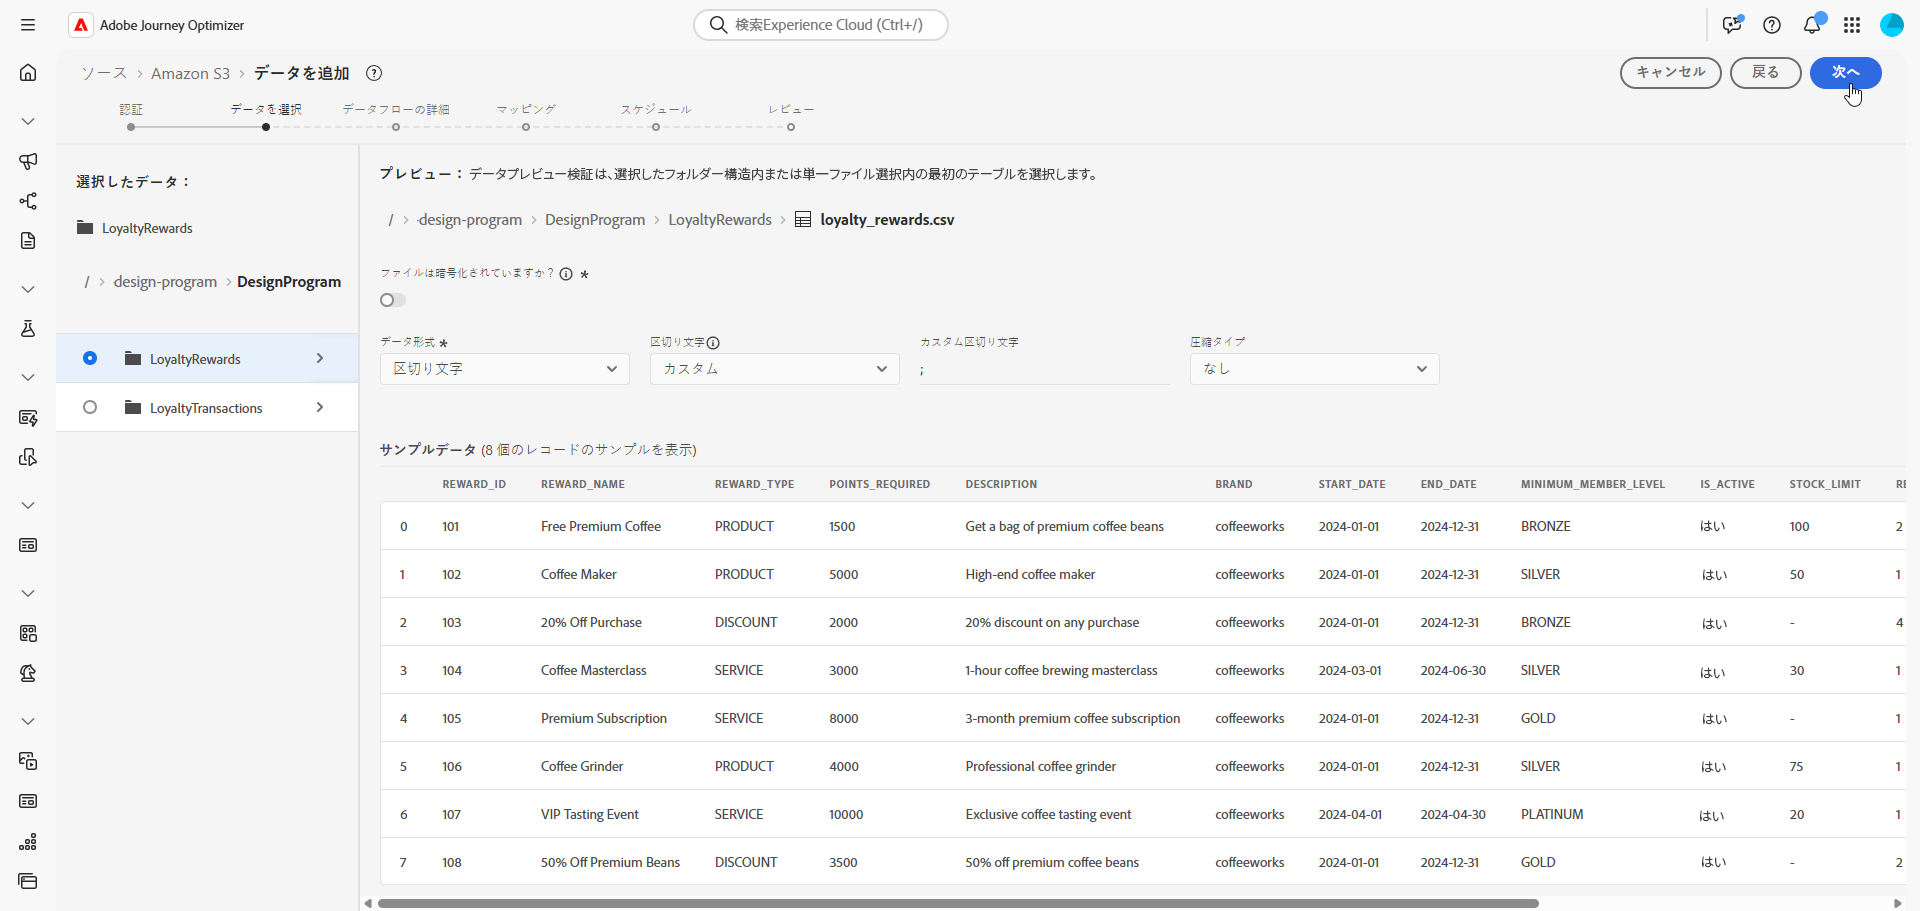 Adobe Journey Optimizer
検索Experience Cloud (Ctrl+/)
ソース > Amazon S3 > データを追加
キャンセル 戻る 次へ
認証 データを選択 データフローの詳細 マッピング スケジュール レビュー
選択したデータ：
LoyaltyRewards
/ > design-program > DesignProgram
LoyaltyRewards
LoyaltyTransactions
プレビュー： データプレビュー検証は、選択したフォルダー構造内または単一ファイル選択内の最初のテーブルを選択します。
/ > -design-program > DesignProgram > LoyaltyRewards > loyalty_rewards.csv
ファイルは暗号化されていますか？ *
データ形式 * 区切り文字 カスタム区切り文字 圧縮タイプ
区切り文字 カスタム ; なし
サンプルデータ (8 個のレコードのサンプルを表示)
REWARD_ID REWARD_NAME REWARD_TYPE POINTS_REQUIRED DESCRIPTION BRAND START_DATE END_DATE MINIMUM_MEMBER_LEVEL IS_ACTIVE STOCK_LIMIT
0 101 Free Premium Coffee PRODUCT 1500 Get a bag of premium coffee beans coffeeworks 2024-01-01 2024-12-31 BRONZE はい 100 2
1 102 Coffee Maker PRODUCT 5000 High-end coffee maker coffeeworks 2024-01-01 2024-12-31 SILVER はい 50 1
2 103 20% Off Purchase DISCOUNT 2000 20% discount on any purchase coffeeworks 2024-01-01 2024-12-31 BRONZE はい - 4
3 104 Coffee Masterclass SERVICE 3000 1-hour coffee brewing masterclass coffeeworks 2024-03-01 2024-06-30 SILVER はい 30 1
4 105 Premium Subscription SERVICE 8000 3-month premium coffee subscription coffeeworks 2024-01-01 2024-12-31 GOLD はい - 1
5 106 Coffee Grinder PRODUCT 4000 Professional coffee grinder coffeeworks 2024-01-01 2024-12-31 SILVER はい 75 1
6 107 VIP Tasting Event SERVICE 10000 Exclusive coffee tasting event coffeeworks 2024-04-01 2024-04-30 PLATINUM はい 20 1
7 108 50% Off Premium Beans DISCOUNT 3500 50% off premium coffee beans coffeeworks 2024-01-01 2024-12-31 GOLD はい - 2